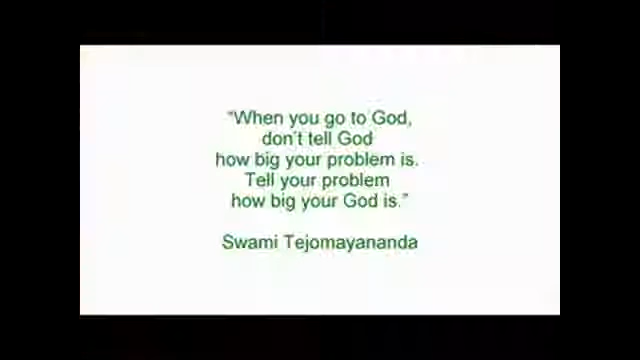 “When you go to God,
don't tell God
how big your problem is.
Tell your problem
how big your God is.”
Swami Tejomayananda